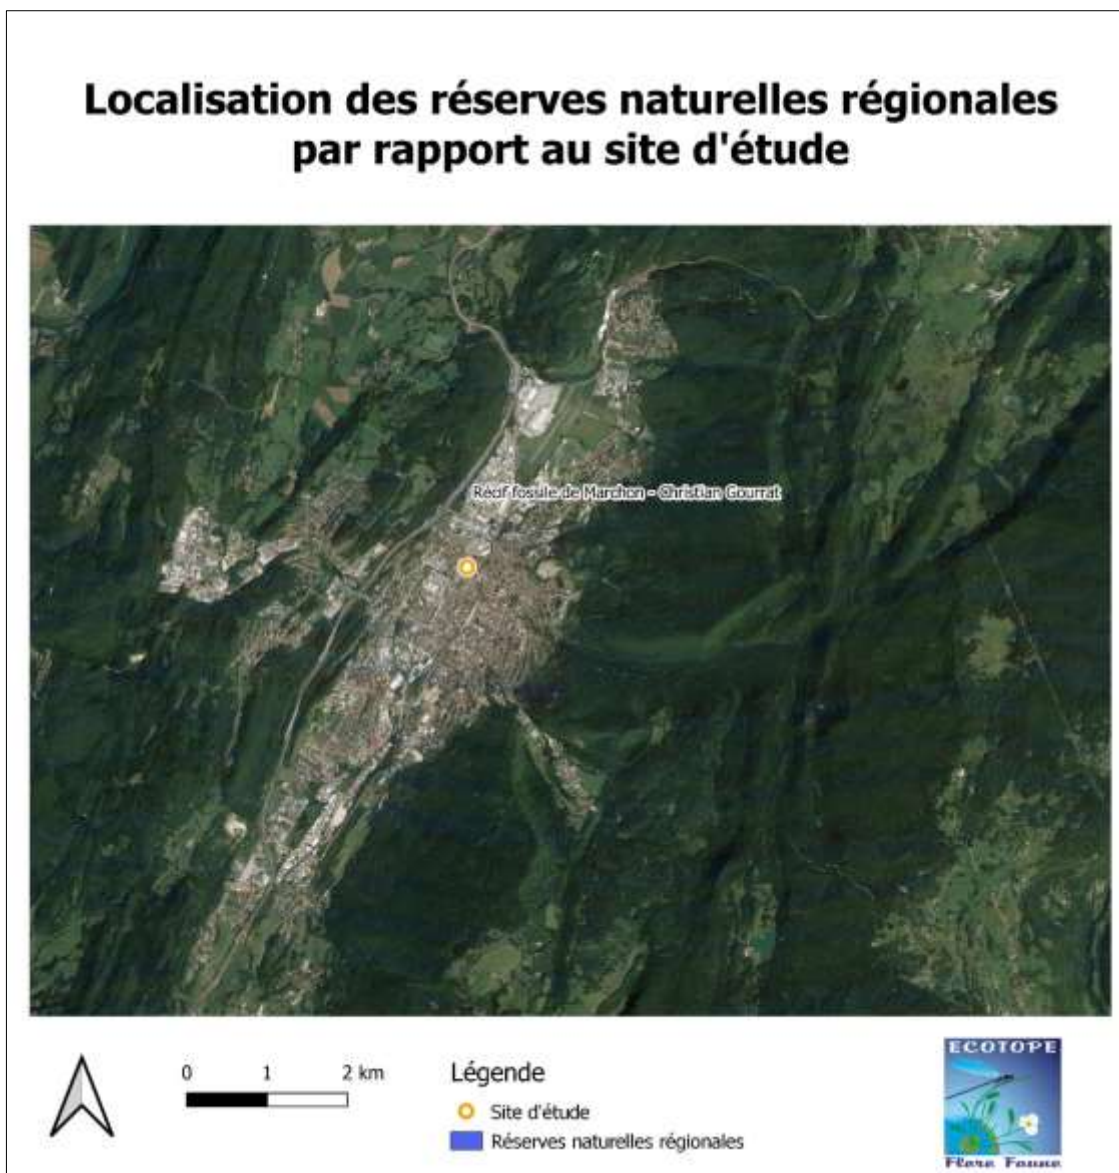 Localisation des réserves naturelles régionales
par rapport au site d'étude
Récif fossile de Marchon - Christian Gourrat
0 1 2 km
Légende
Site d'étude
Réserves naturelles régionales
ECOTOPE
Flore Faune